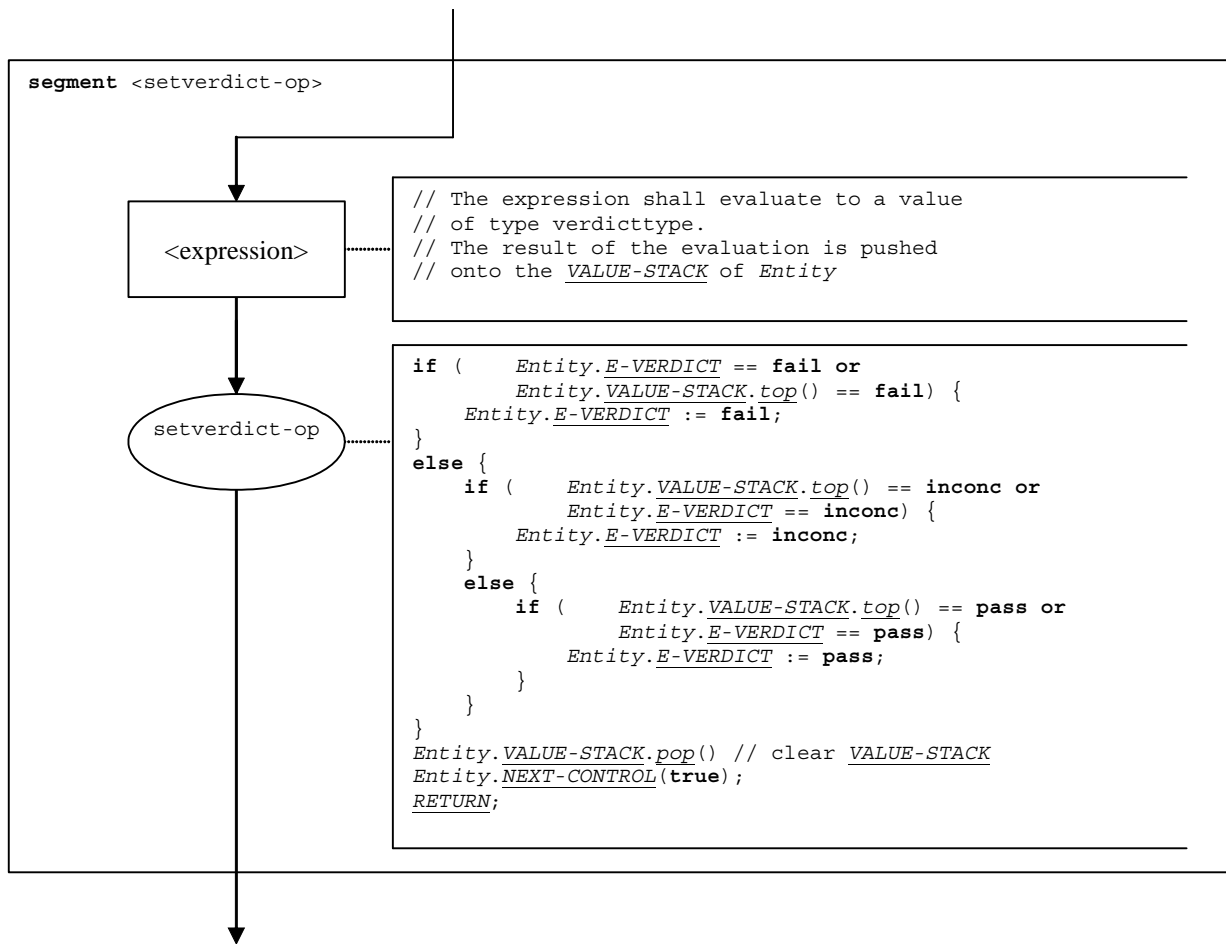 segment <setverdict-op>
<expression>
// The expression shall evaluate to a value
// of type verdicttype.
// The result of the evaluation is pushed
// onto the VALUE-STACK of Entity
setverdict-op
if ( Entity.E-VERDICT == fail or
Entity.VALUE-STACK.top() == fail) {
Entity.E-VERDICT := fail;
}
else {
if ( Entity.VALUE-STACK.top() == inconc or
Entity.E-VERDICT == inconc) {
Entity.E-VERDICT := inconc;
}
else {
if ( Entity.VALUE-STACK.top() == pass or
Entity.E-VERDICT == pass) {
Entity.E-VERDICT := pass;
}
}
}
Entity.VALUE-STACK.pop() // clear VALUE-STACK
Entity.NEXT-CONTROL(true);
RETURN;